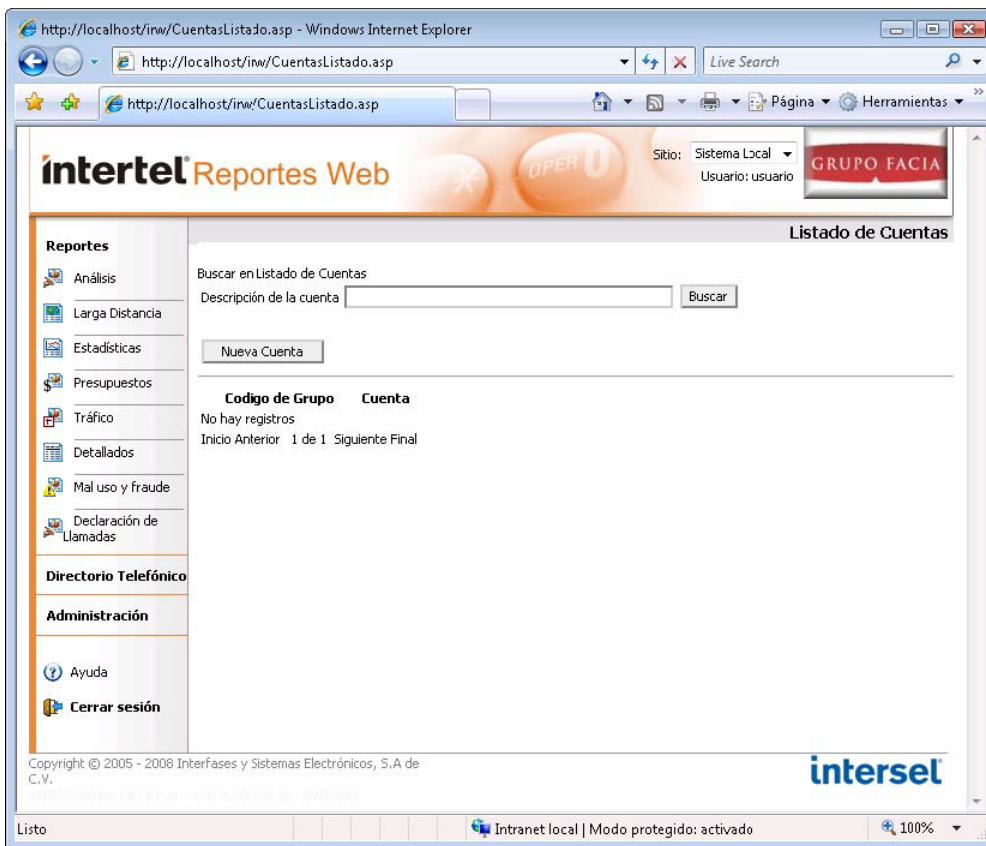 http://localhost/irw/CuentasListado.asp - Windows Internet Explorer
http://localhost/irw/CuentasListado.asp
Live Search
http://localhost/irw/CuentasListado.asp
Página
Herramientas
intertel Reportes Web
OPER 0
Sitio: Sistema Local
Usuario: usuario
GRUPO FACIA
Listado de Cuentas
Reportes
Análisis
Larga Distancia
Estadísticas
Presupuestos
Tráfico
Detallados
Mal uso y fraude
Declaración de
Llamadas
Directorio Telefónico
Administración
Ayuda
Cerrar sesión
Buscar en Listado de Cuentas
Descripción de la cuenta
Buscar
Nueva Cuenta
Codigo de Grupo Cuenta
No hay registros
Inicio Anterior 1 de 1 Siguiente Final
Copyright © 2005 - 2008 Interfases y Sistemas Electrónicos, S.A de
C.V.
intersel
Listo
Intranet local | Modo protegido: activado
100%